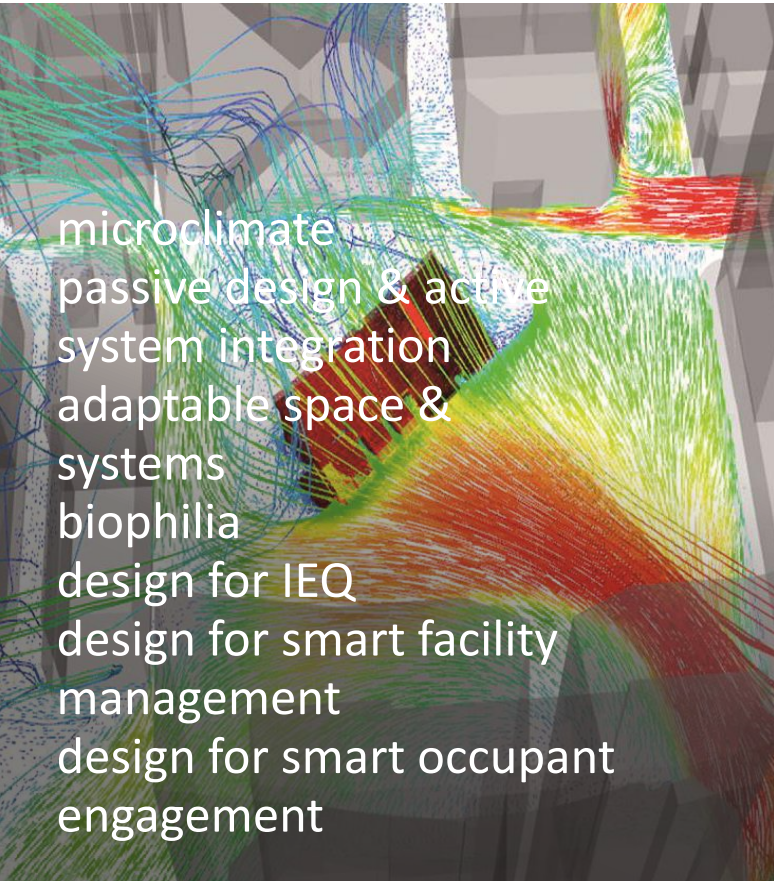 microclimate
passive design & active
system integration
adaptable space &
systems
biophilia
design for IEQ
design for smart facility
management
design for smart occupant
engagement